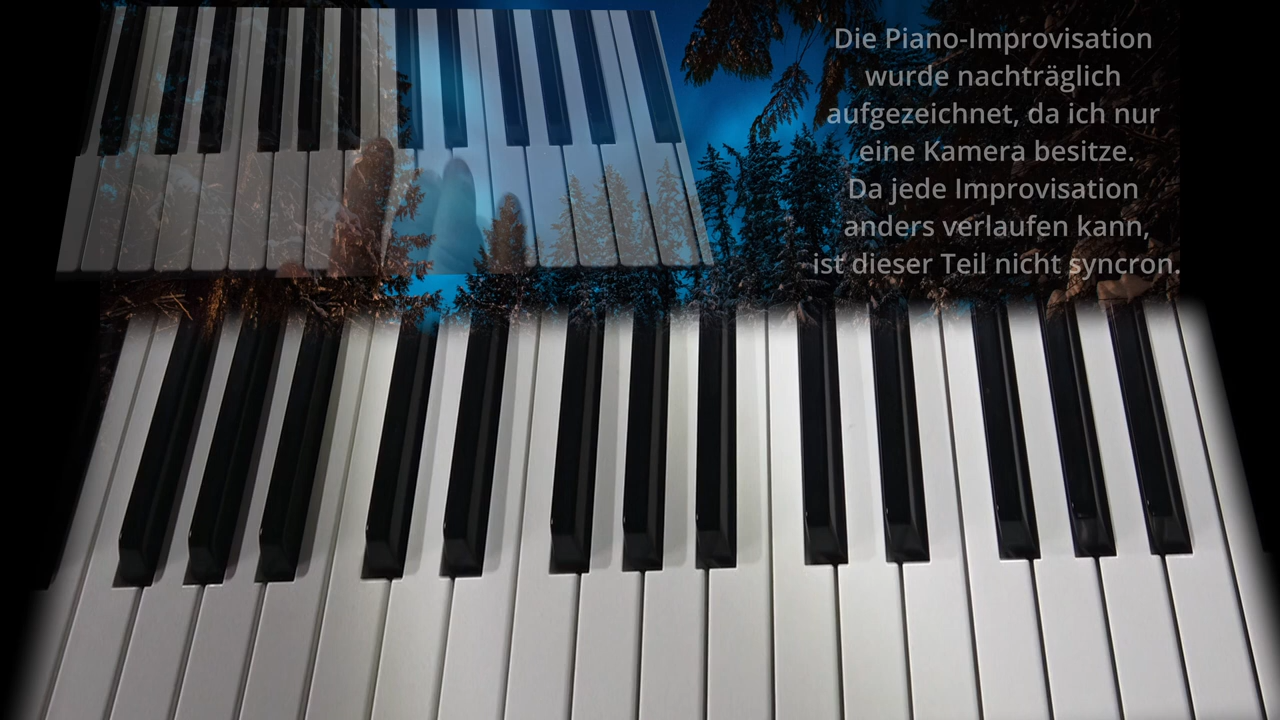 Die Piano-Improvisation
wurde nachträglich
aufgezeichnet, da ich nur
eine Kamera besitze.
Da jede Improvisation
anders verlaufen kann,
ist dieser Teil nicht syncron.